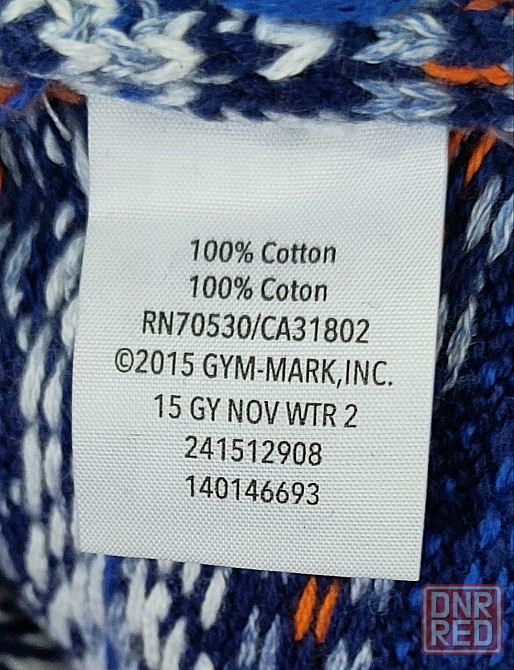 100% Cotton
100% Coton
RN70530/CA31802
©2015 GYM-MARK,INC.
15 GY NOV WTR 2
241512908
140146693
DNR
RED